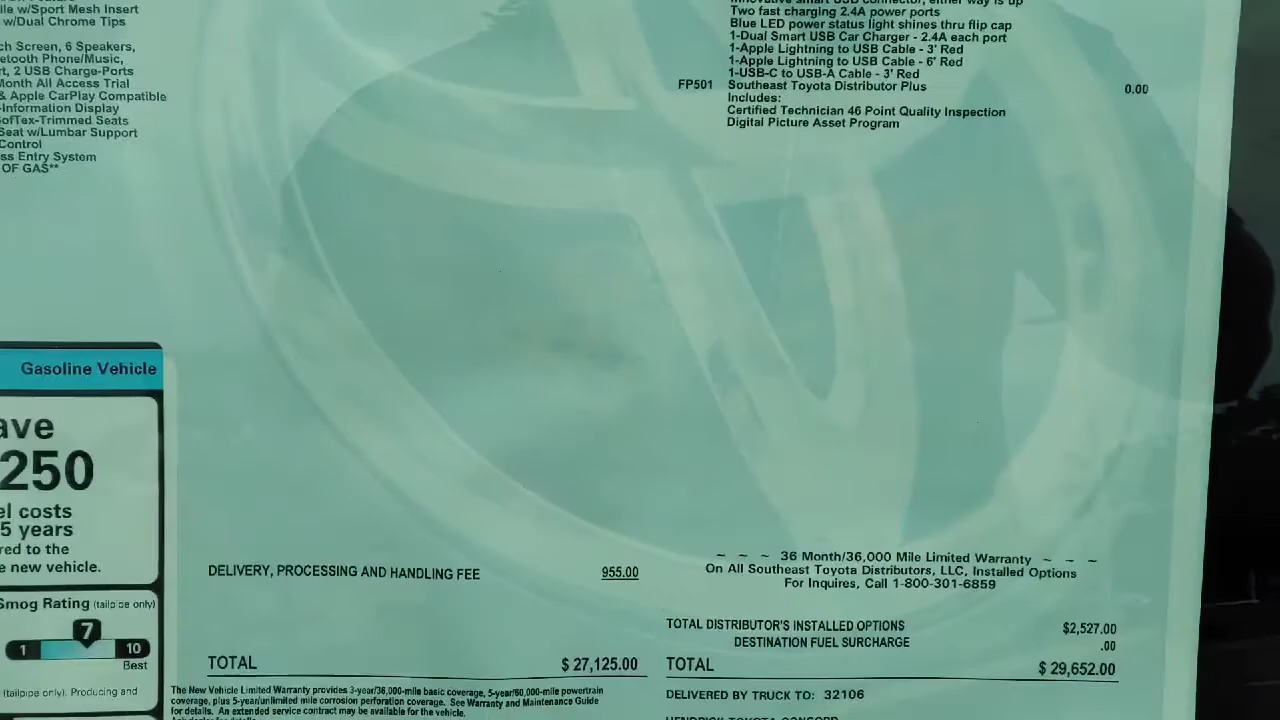 le w/Sport Mesh Insert
w/Dual Chrome Tips
ch Screen, 6 Speakers,
etooth Phone/Music,
t, 2 USB Charge-Ports
Month All Access Trial
& Apple CarPlay Compatible
-Information Display
SofTex-Trimmed Seats
Seat w/Lumbar Support
Control
ss Entry System
OF GAS**
Two fast charging 2.4A power ports
Blue LED power status light shines thru flip cap
1-Dual Smart USB Car Charger - 2.4A each port
1-Apple Lightning to USB Cable - 3' Red
1-Apple Lightning to USB Cable - 6' Red
1-USB-C to USB-A Cable - 3' Red
FP501 Southeast Toyota Distributor Plus 0.00
Includes:
Certified Technician 46 Point Quality Inspection
Digital Picture Asset Program
Gasoline Vehicle
ave
250
el costs
5 years
red to the
e new vehicle.
Smog Rating (tailpipe only)
7
1 10
Best
(tailpipe only). Producing and
DELIVERY, PROCESSING AND HANDLING FEE 955.00
TOTAL $ 27,125.00
The New Vehicle Limited Warranty provides 3-year/36,000-mile basic coverage, 5-year/60,000-mile powertrain
coverage, plus 5-year/unlimited mile corrosion perforation coverage. See Warranty and Maintenance Guide
for details. An extended service contract may be available for the vehicle.
~ ~ ~ 36 Month/36,000 Mile Limited Warranty ~ ~ ~
On All Southeast Toyota Distributors, LLC, Installed Options
For Inquires, Call 1-800-301-6859
TOTAL DISTRIBUTOR'S INSTALLED OPTIONS $2,527.00
DESTINATION FUEL SURCHARGE .00
TOTAL $ 29,652.00
DELIVERED BY TRUCK TO: 32106